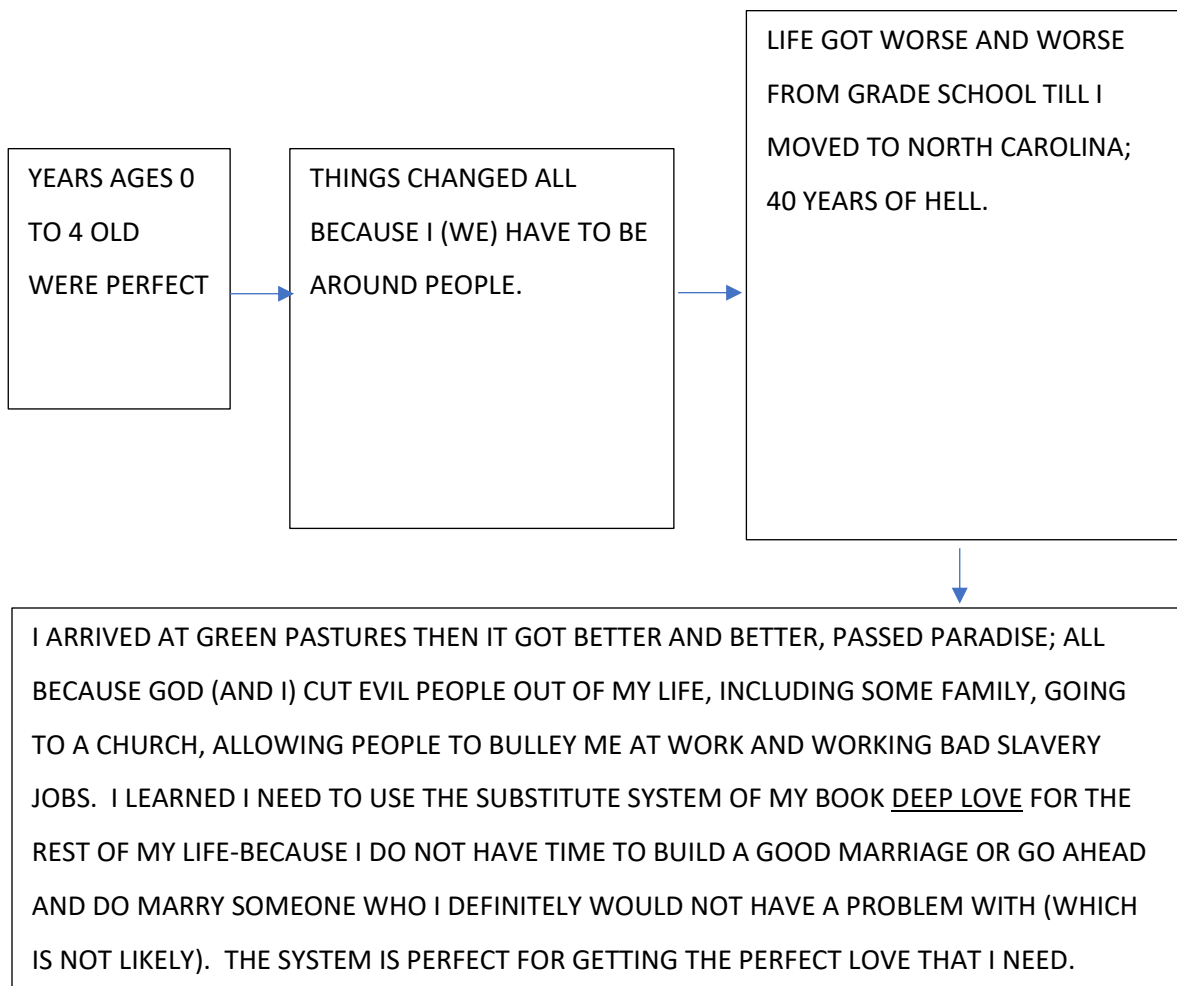 YEARS AGES 0
TO 4 OLD
WERE PERFECT
THINGS CHANGED ALL
BECAUSE I (WE) HAVE TO BE
AROUND PEOPLE.
LIFE GOT WORSE AND WORSE
FROM GRADE SCHOOL TILL I
MOVED TO NORTH CAROLINA;
40 YEARS OF HELL.
I ARRIVED AT GREEN PASTURES THEN IT GOT BETTER AND BETTER, PASSED PARADISE; ALL
BECAUSE GOD (AND I) CUT EVIL PEOPLE OUT OF MY LIFE, INCLUDING SOME FAMILY, GOING
TO A CHURCH, ALLOWING PEOPLE TO BULLEY ME AT WORK AND WORKING BAD SLAVERY
JOBS.  I LEARNED I NEED TO USE THE SUBSTITUTE SYSTEM OF MY BOOK DEEP LOVE FOR THE
REST OF MY LIFE-BECAUSE I DO NOT HAVE TIME TO BUILD A GOOD MARRIAGE OR GO AHEAD
AND DO MARRY SOMEONE WHO I DEFINITELY WOULD NOT HAVE A PROBLEM WITH (WHICH
IS NOT LIKELY).  THE SYSTEM IS PERFECT FOR GETTING THE PERFECT LOVE THAT I NEED.